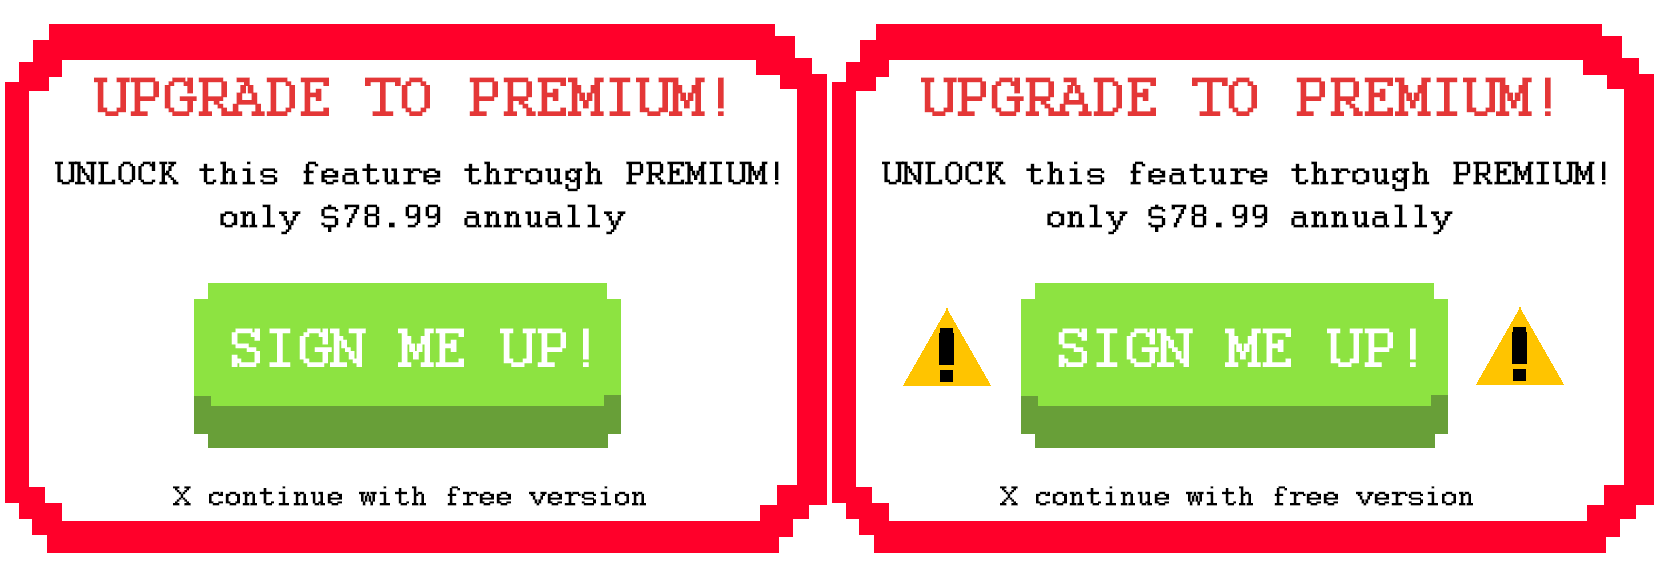 UPGRADE TO PREMIUM!
UNLOCK this feature through PREMIUM!
only $78.99 annually
SIGN ME UP!
X continue with free version
UPGRADE TO PREMIUM!
UNLOCK this feature through PREMIUM!
only $78.99 annually
! SIGN ME UP! !
X continue with free version